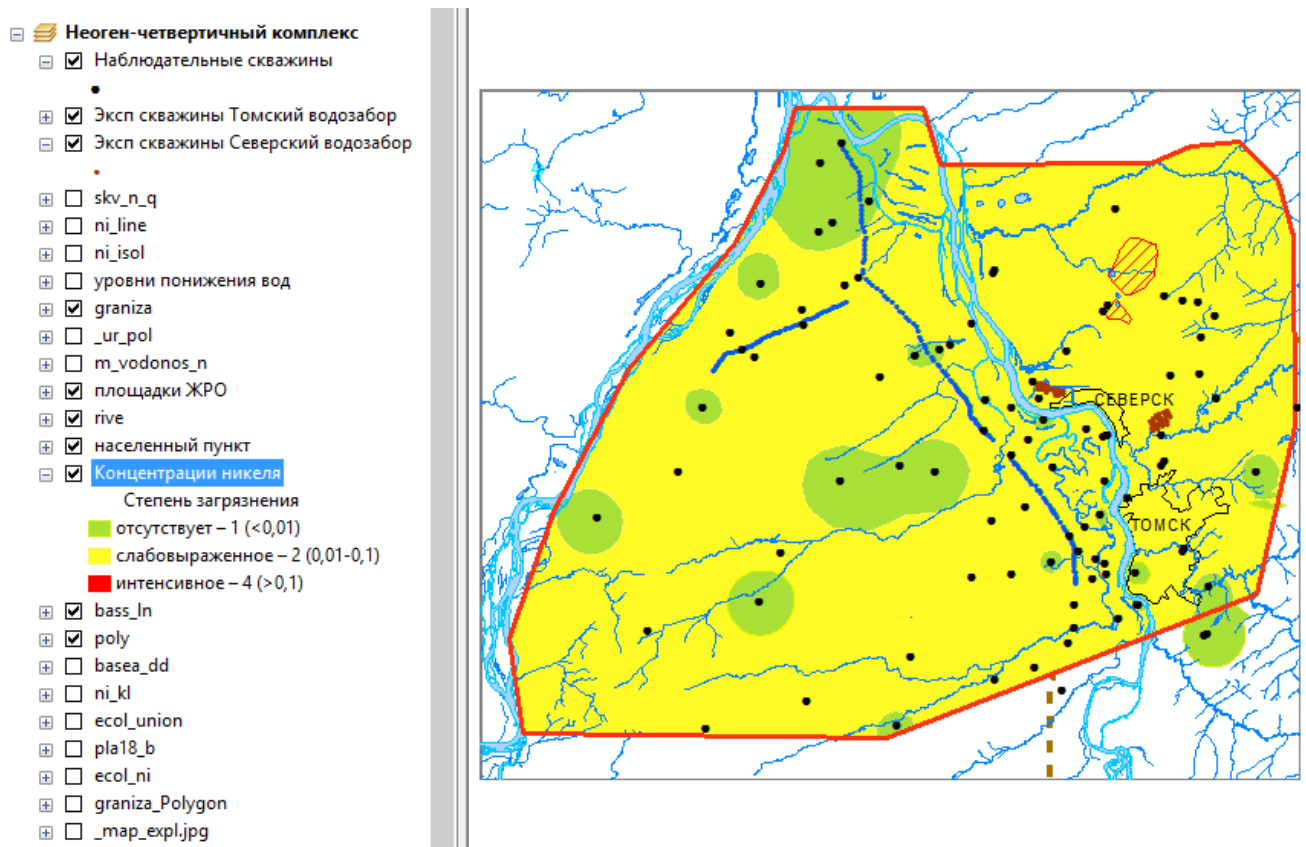 Неоген-четвертичный комплекс
Наблюдательные скважины
Эксп скважины Томский водозабор
Эксп скважины Северский водозабор
skv_n_q
ni_line
ni_isol
уровни понижения вод
graniza
_ur_pol
m_vodonos_n
площадки ЖРО
rive
населенный пункт
Концентрации никеля
Степень загрязнения
отсутствует – 1 (<0,01)
слабовыраженное – 2 (0,01-0,1)
интенсивное – 4 (>0,1)
bass_ln
poly
basea_dd
ni_kl
ecol_union
pla18_b
ecol_ni
graniza_Polygon
_map_expl.jpg
СЕВЕРСК
ТОМСК